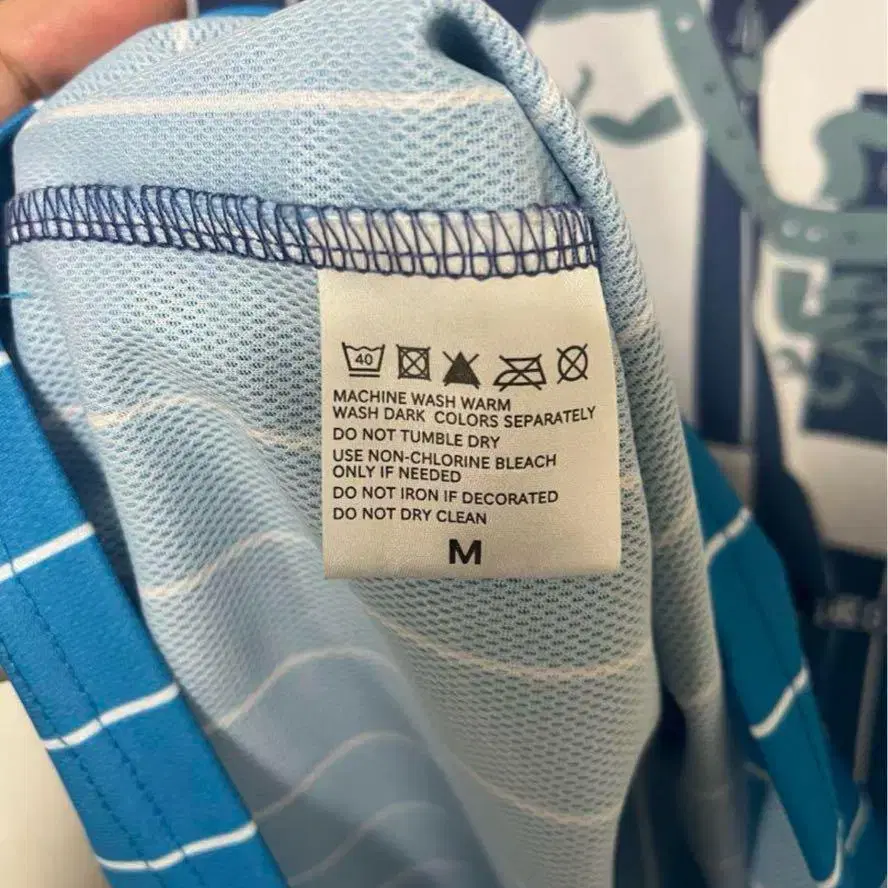 40
MACHINE WASH WARM
WASH DARK COLORS SEPARATELY
DO NOT TUMBLE DRY
USE NON-CHLORINE BLEACH
ONLY IF NEEDED
DO NOT IRON IF DECORATED
DO NOT DRY CLEAN
M